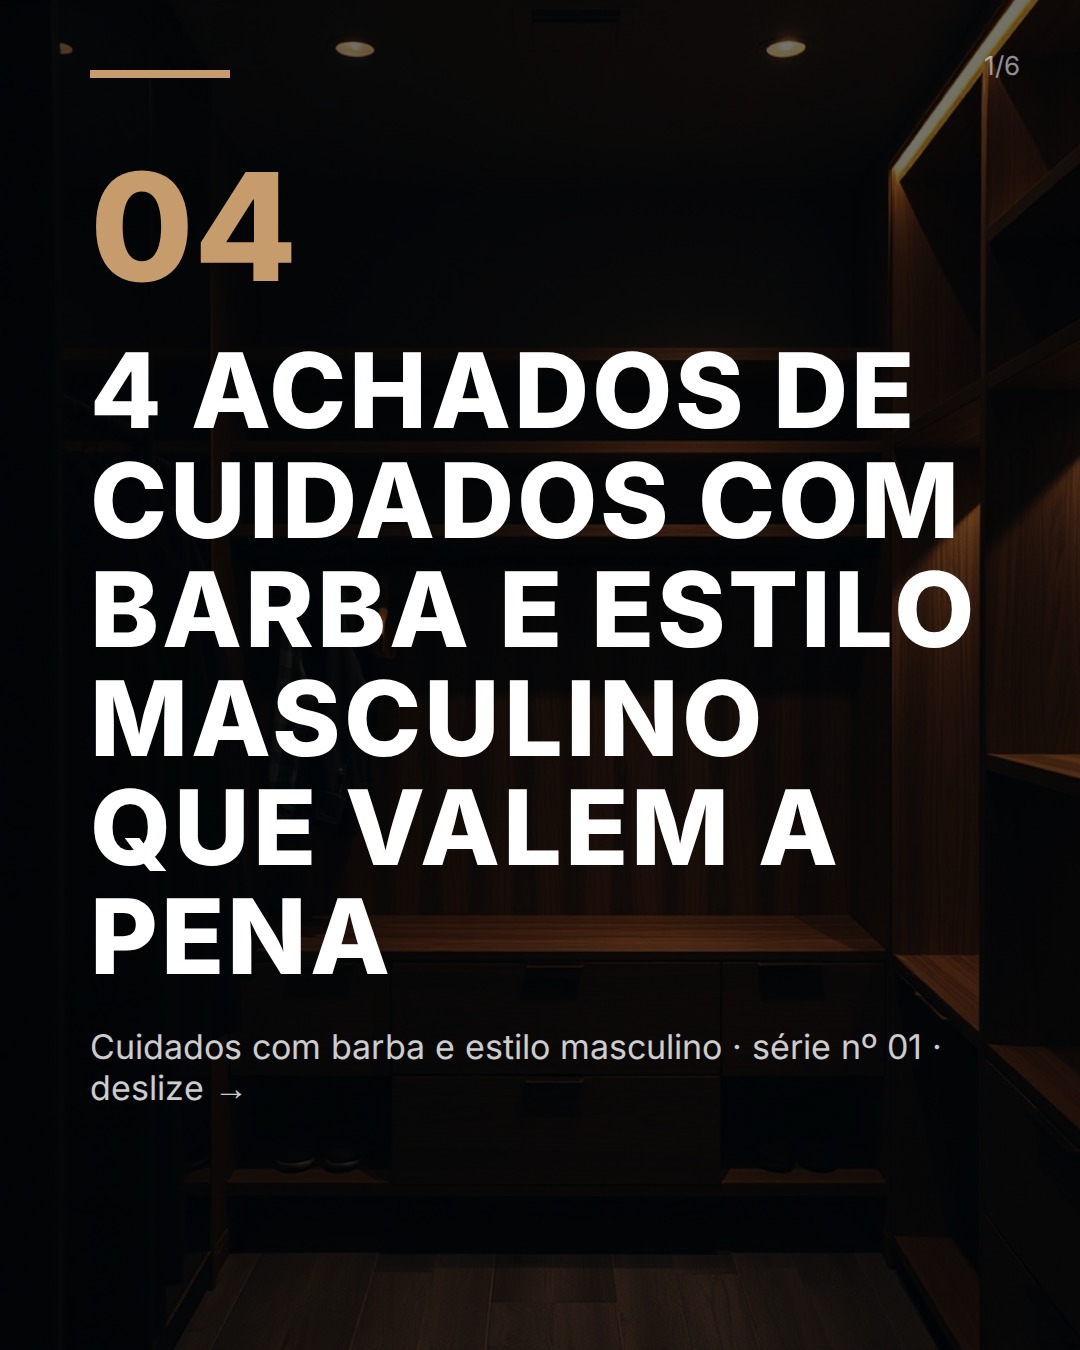 1/6
04
4 ACHADOS DE
CUIDADOS COM
BARBA E ESTILO
MASCULINO
QUE VALEM A
PENA
Cuidados com barba e estilo masculino · série nº 01 ·
deslize →